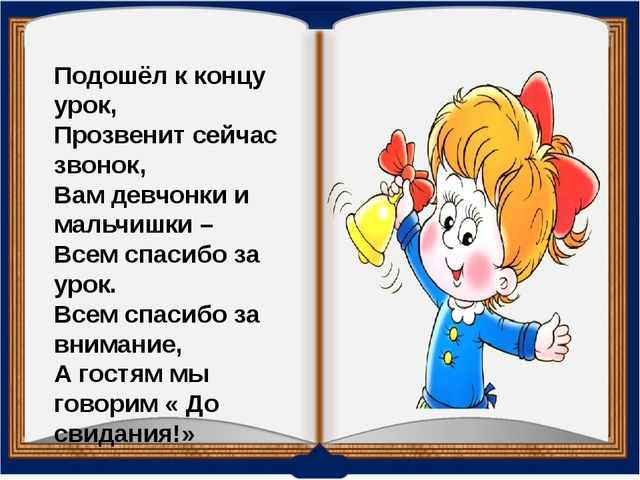 Подошёл к концу
урок,
Прозвенит сейчас
звонок,
Вам девчонки и
мальчишки –
Всем спасибо за
урок.
Всем спасибо за
внимание,
А гостям мы
говорим « До
свидания!»